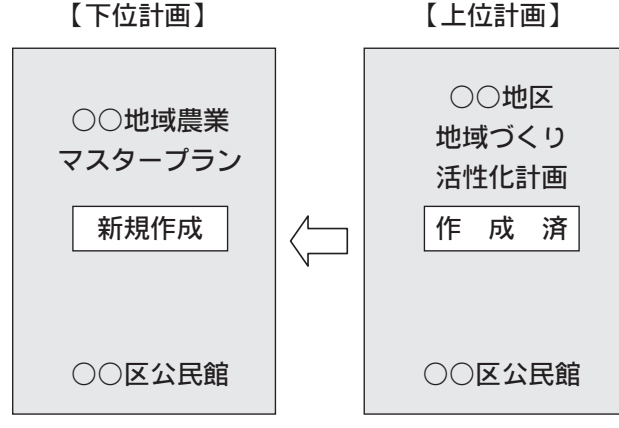 【下位計画】
○○地域農業
マスタープラン
新規作成
○○区公民館
【上位計画】
○○地区
地域づくり
活性化計画
作 成 済
○○区公民館